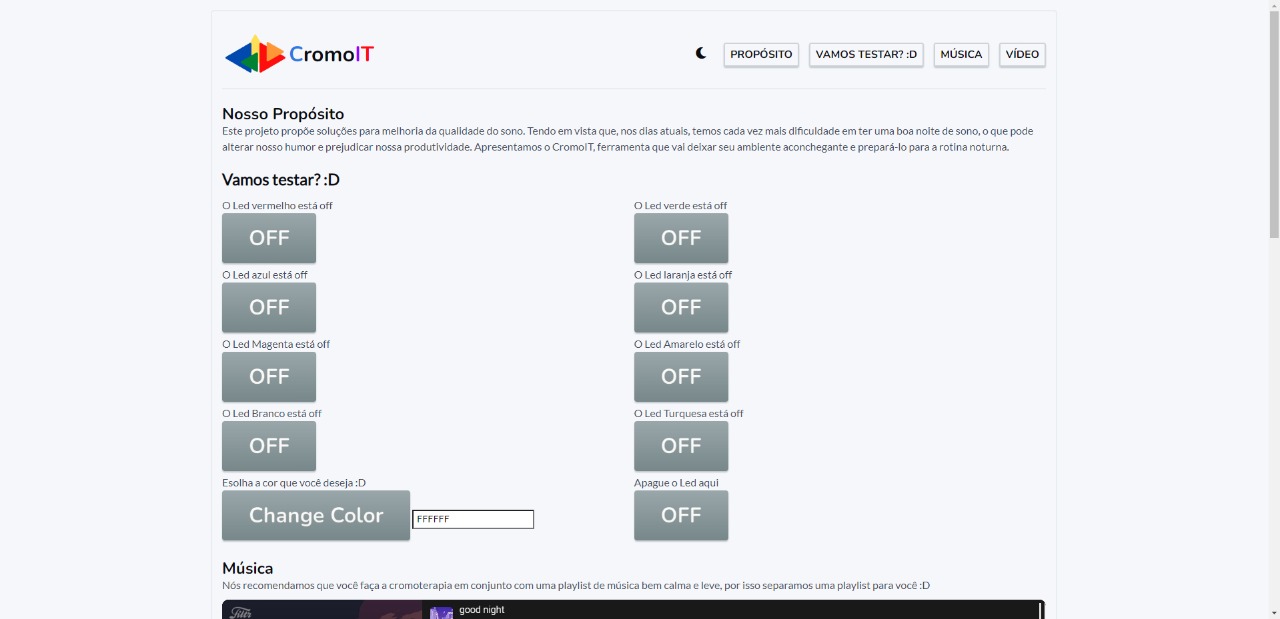 CromoIT
PROPÓSITO
VAMOS TESTAR? :D
MÚSICA
VÍDEO
Nosso Propósito
Este projeto propõe soluções para melhoria da qualidade do sono. Tendo em vista que, nos dias atuais, temos cada vez mais dificuldade em ter uma boa noite de sono, o que pode
alterar nosso humor e prejudicar nossa produtividade. Apresentamos o CromoIT, ferramenta que vai deixar seu ambiente aconchegante e prepará-lo para a rotina noturna.
Vamos testar? :D
O Led vermelho está off
OFF
O Led verde está off
OFF
O Led azul está off
OFF
O Led laranja está off
OFF
O Led Magenta está off
OFF
O Led Amarelo está off
OFF
O Led Branco está off
OFF
O Led Turquesa está off
OFF
Esolha a cor que você deseja :D
Change Color
FFFFFF
Apague o Led aqui
OFF
Música
Nós recomendamos que você faça a cromoterapia em conjunto com uma playlist de música bem calma e leve, por isso separamos uma playlist para você :D
good night